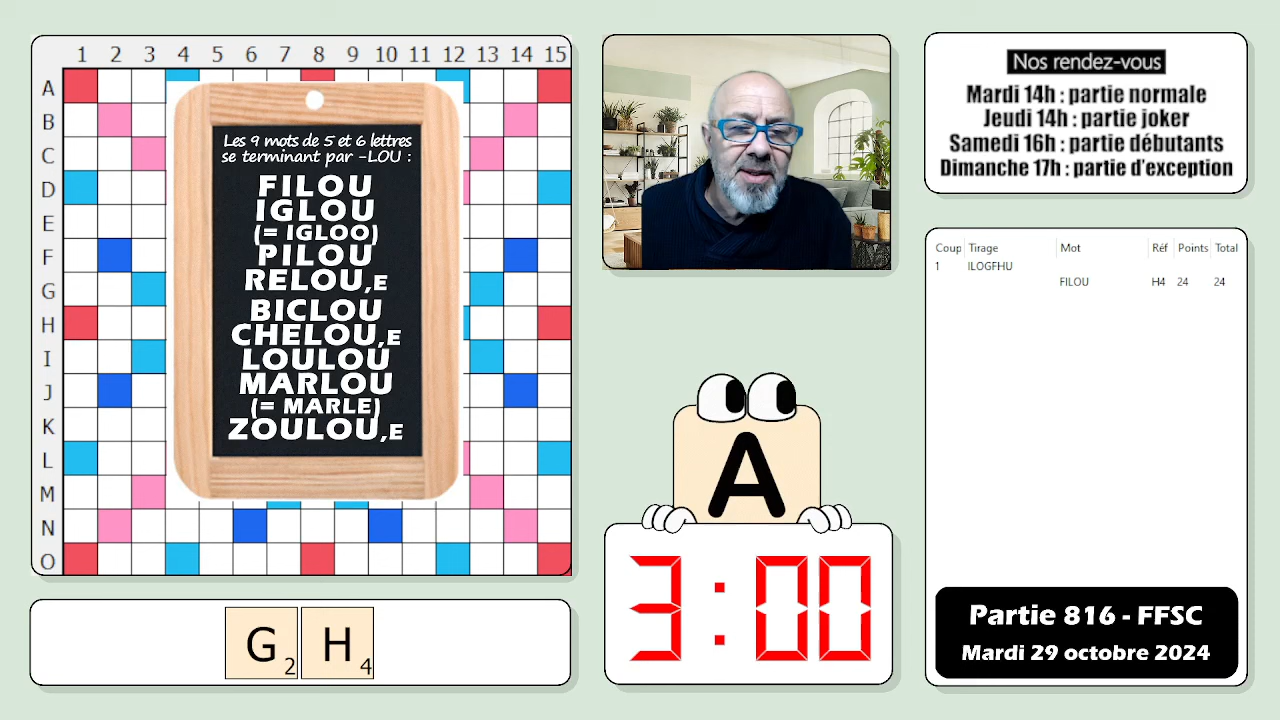 1 2 3 4 5 6 7 8 9 10 11 12 13 14 15
A
B
C
D
E
F
G
H
I
J
K
L
M
N
O
Les 9 mots de 5 et 6 lettres
se terminant par -LOU :
FILOU
IGLOU
(= IGLOO)
PILOU
RELOU,E
BICLOU
CHELOU,E
LOULOU
MARLOU
(= MARLE)
ZOULOU,E
G2 H4
A
3:00
Nos rendez-vous
Mardi 14h : partie normale
Jeudi 14h : partie joker
Samedi 16h : partie débutants
Dimanche 17h : partie d'exception
Coup Tirage Mot Réf Points Total
1 ILOGFHU
FILOU H4 24 24
Partie 816 - FFSC
Mardi 29 octobre 2024